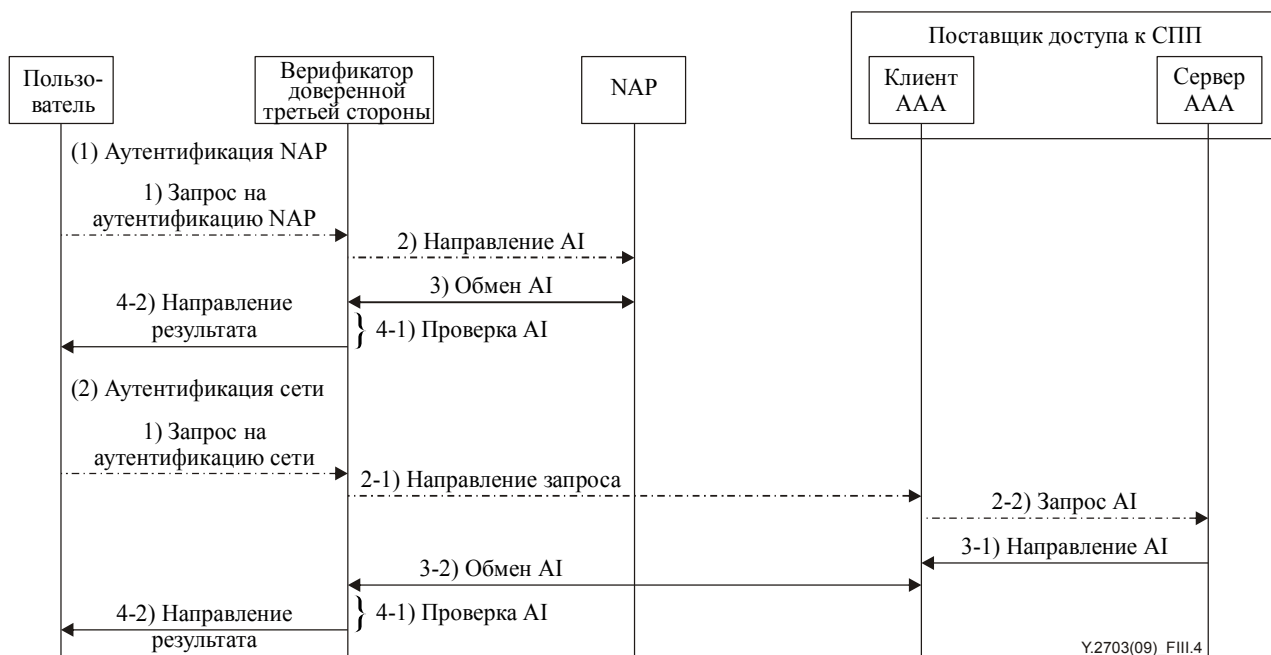 Поставщик доступа к СПП
Пользо-
ватель
Верификатор
доверенной
третьей стороны
NAP
Клиент
AAA
Сервер
AAA
(1) Аутентификация NAP
1) Запрос на
аутентификацию NAP
2) Направление AI
3) Обмен AI
4-2) Направление
результата
} 4-1) Проверка AI
(2) Аутентификация сети
1) Запрос на
аутентификацию сети
2-1) Направление запроса
2-2) Запрос AI
3-1) Направление AI
3-2) Обмен AI
4-2) Направление
результата
} 4-1) Проверка AI
Y.2703(09)_FIII.4